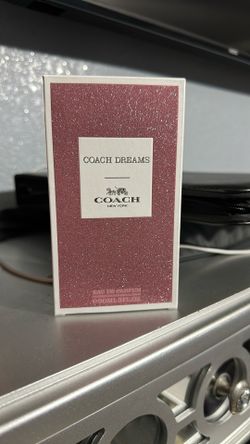 COACH DREAMS
COACH
NEW YORK
EAU DE PARFUM